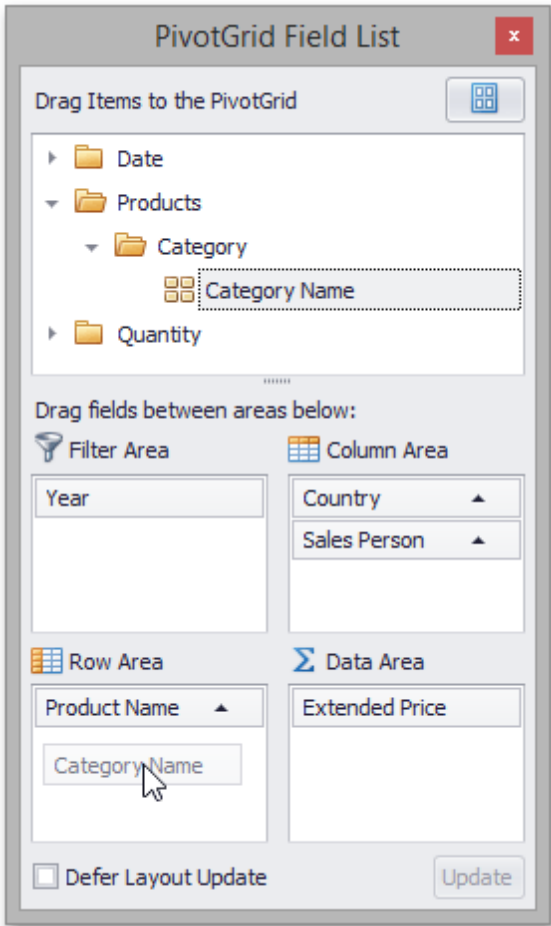 PivotGrid Field List
x
Drag Items to the PivotGrid
Date
Products
Category
Category Name
Quantity
Drag fields between areas below:
Filter Area
Column Area
Year
Country
Sales Person
Row Area
Σ Data Area
Product Name
Extended Price
Category Name
Defer Layout Update
Update